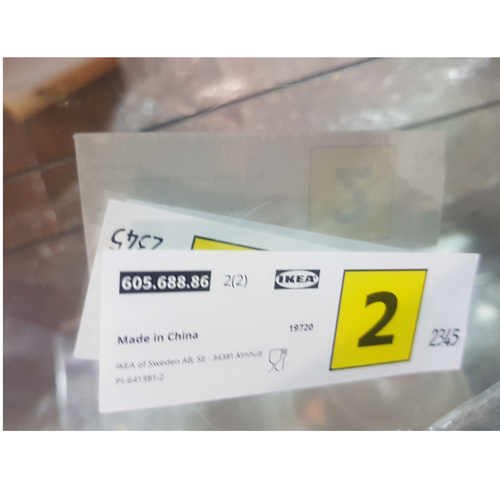 2345
605.688.86 2(2) IKEA
2
19720
Made in China
2345
IKEA of Sweden AB, SE - 34381 Älmhult
PI-641381-2